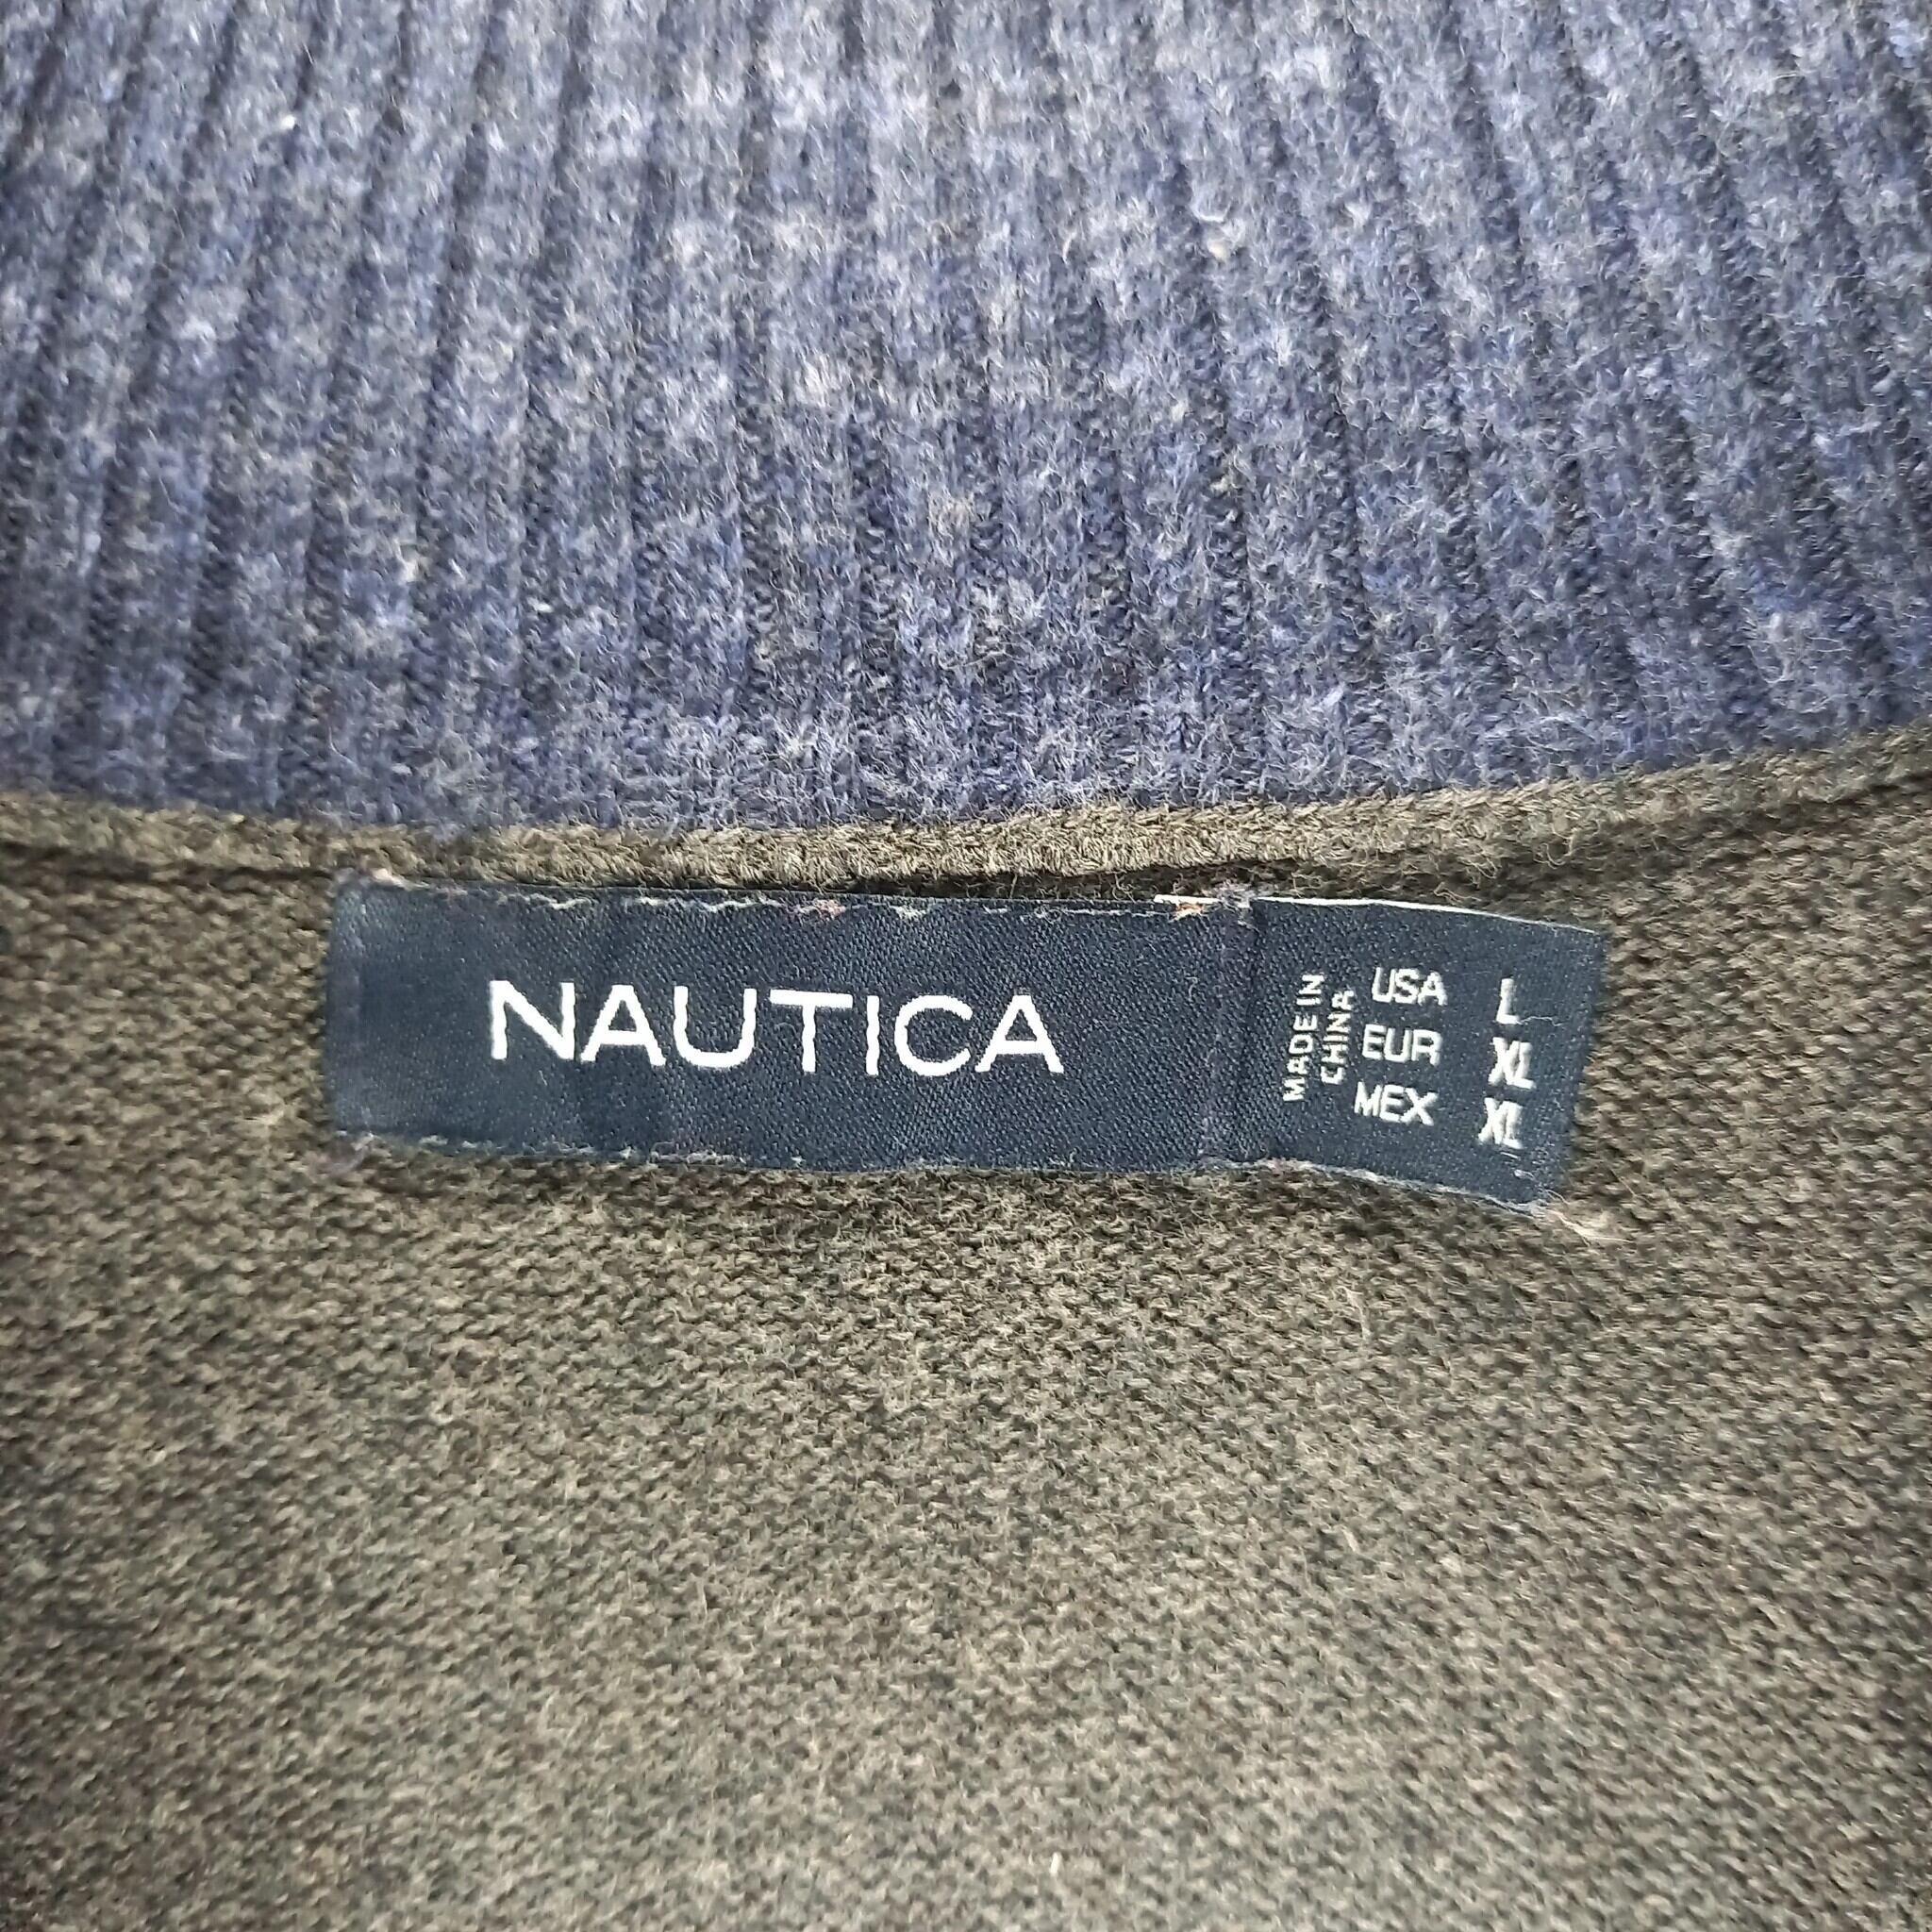 NAUTICA
MADE IN
CHINA
USA L
EUR XL
MEX XL